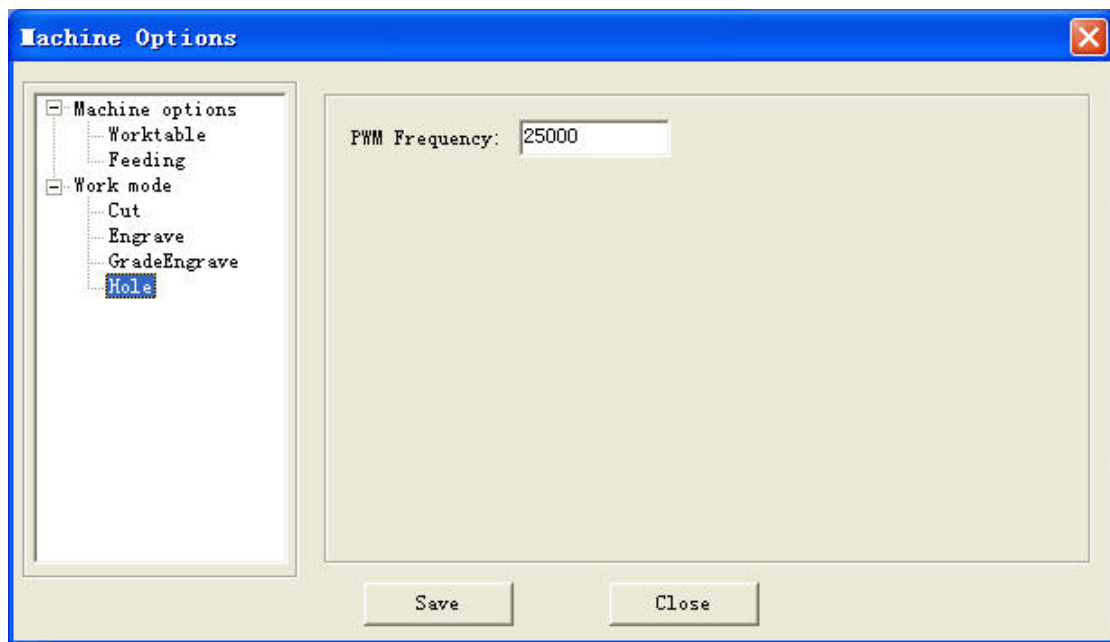 Machine Options
Machine options
Worktable
Feeding
Work mode
Cut
Engrave
GradeEngrave
Hole
PWM Frequency: 25000
Save Close